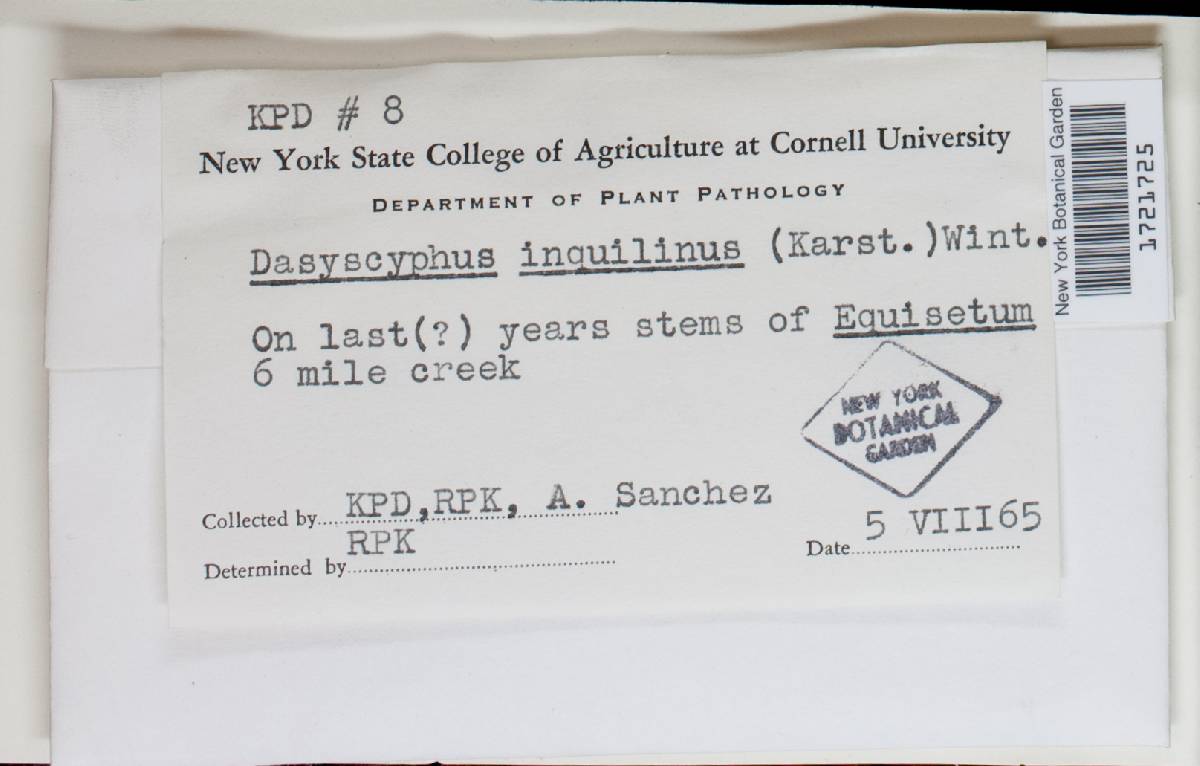 KPD # 8
New York State College of Agriculture at Cornell University
DEPARTMENT OF PLANT PATHOLOGY
Dasyscyphus inquilinus (Karst.)Wint.
On last(?) years stems of Equisetum
6 mile creek
NEW YORK
BOTANICAL
GARDEN
Collected by KPD,RPK, A. Sanchez
Determined by RPK
Date 5 VIII65
New York Botanical Garden
1721725